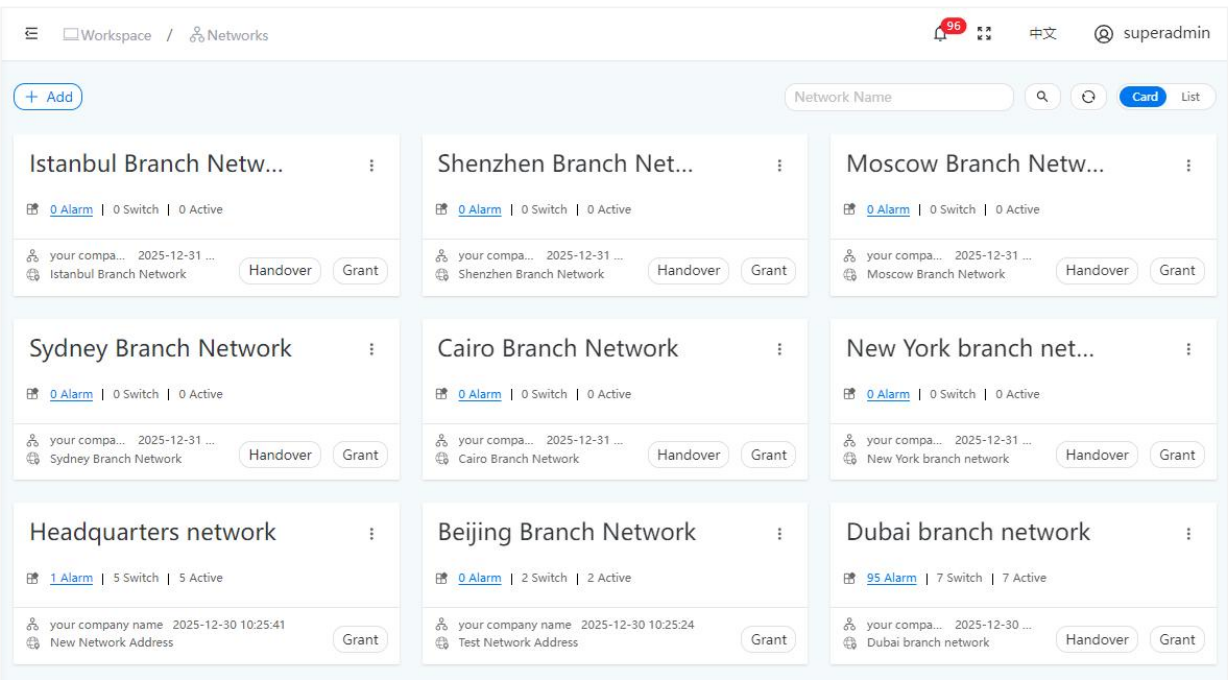 Workspace / Networks 96 中文 superadmin
+ Add Network Name Card List
Istanbul Branch Netw... Shenzhen Branch Net... Moscow Branch Netw...
0 Alarm | 0 Switch | 0 Active 0 Alarm | 0 Switch | 0 Active 0 Alarm | 0 Switch | 0 Active
your compa... 2025-12-31 ... your compa... 2025-12-31 ... your compa... 2025-12-31 ...
Istanbul Branch Network Handover Grant Shenzhen Branch Network Handover Grant Moscow Branch Network Handover Grant
Sydney Branch Network Cairo Branch Network New York branch net...
0 Alarm | 0 Switch | 0 Active 0 Alarm | 0 Switch | 0 Active 0 Alarm | 0 Switch | 0 Active
your compa... 2025-12-31 ... your compa... 2025-12-31 ... your compa... 2025-12-31 ...
Sydney Branch Network Handover Grant Cairo Branch Network Handover Grant New York branch network Handover Grant
Headquarters network Beijing Branch Network Dubai branch network
1 Alarm | 5 Switch | 5 Active 0 Alarm | 2 Switch | 2 Active 95 Alarm | 7 Switch | 7 Active
your company name 2025-12-30 10:25:41 your company name 2025-12-30 10:25:24 your compa... 2025-12-30 ...
New Network Address Grant Test Network Address Grant Dubai branch network Handover Grant